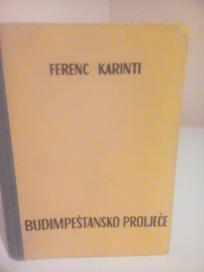 FERENC KARINTI
BUDIMPEŠTANSKO PROLJEĆE